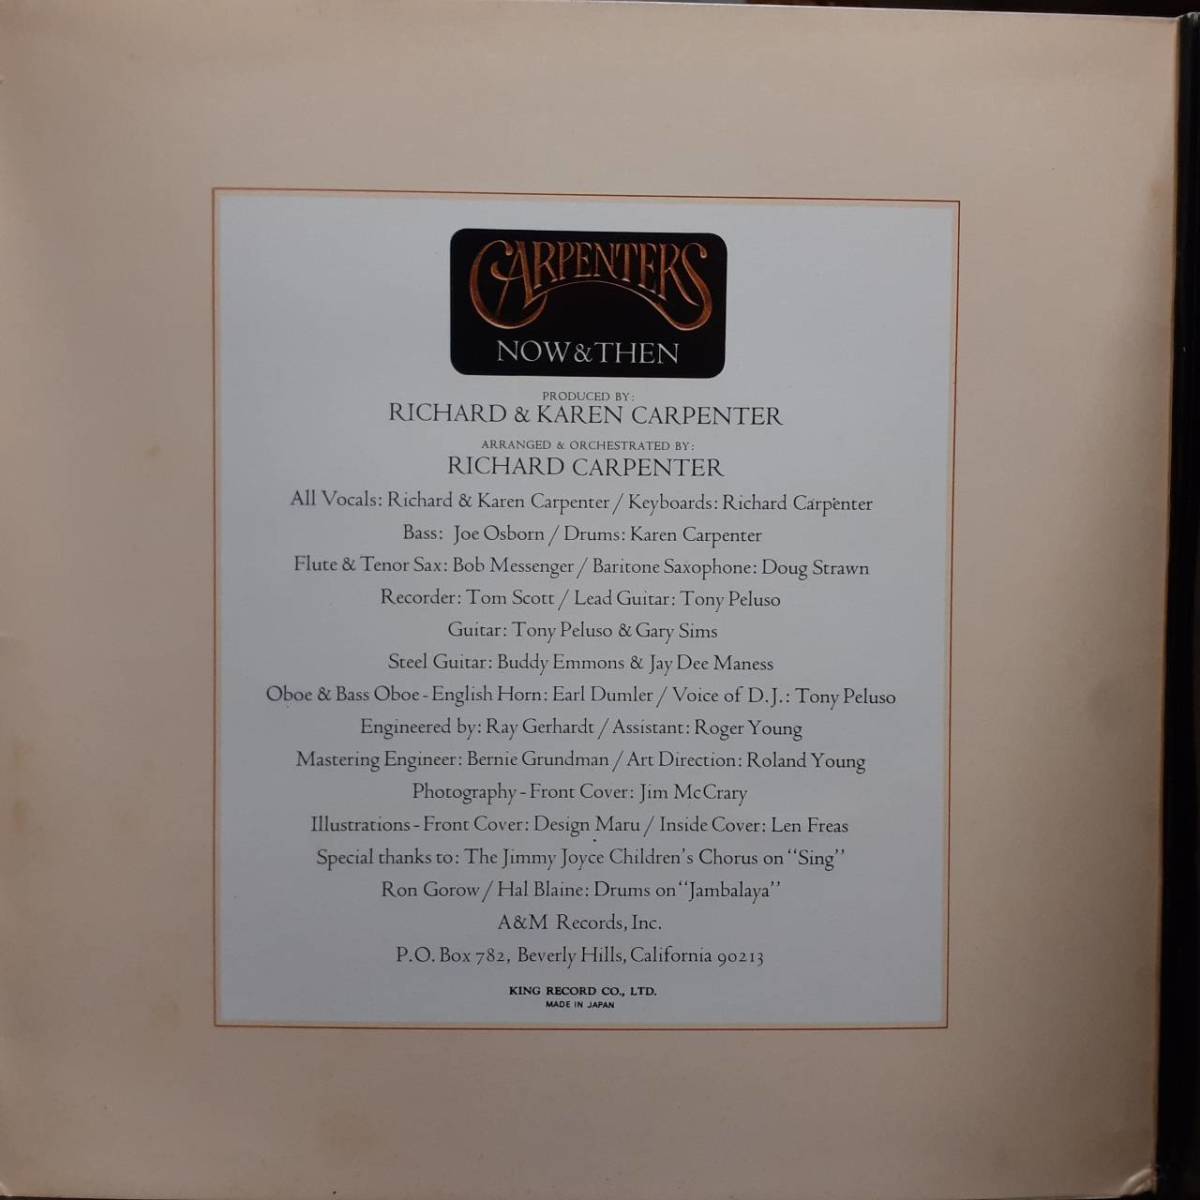 CARPENTERS
NOW & THEN
PRODUCED BY:
RICHARD & KAREN CARPENTER
ARRANGED & ORCHESTRATED BY:
RICHARD CARPENTER
All Vocals: Richard & Karen Carpenter / Keyboards: Richard Carpenter
Bass: Joe Osborn / Drums: Karen Carpenter
Flute & Tenor Sax: Bob Messenger / Baritone Saxophone: Doug Strawn
Recorder: Tom Scott / Lead Guitar: Tony Peluso
Guitar: Tony Peluso & Gary Sims
Steel Guitar: Buddy Emmons & Jay Dee Maness
Oboe & Bass Oboe - English Horn: Earl Dumler / Voice of D.J.: Tony Peluso
Engineered by: Ray Gerhardt / Assistant: Roger Young
Mastering Engineer: Bernie Grundman / Art Direction: Roland Young
Photography - Front Cover: Jim McCrary
Illustrations - Front Cover: Design Maru / Inside Cover: Len Freas
Special thanks to: The Jimmy Joyce Children's Chorus on "Sing"
Ron Gorow / Hal Blaine: Drums on "Jambalaya"
A&M Records, Inc.
P.O. Box 782, Beverly Hills, California 90213
KING RECORD CO., LTD.
MADE IN JAPAN